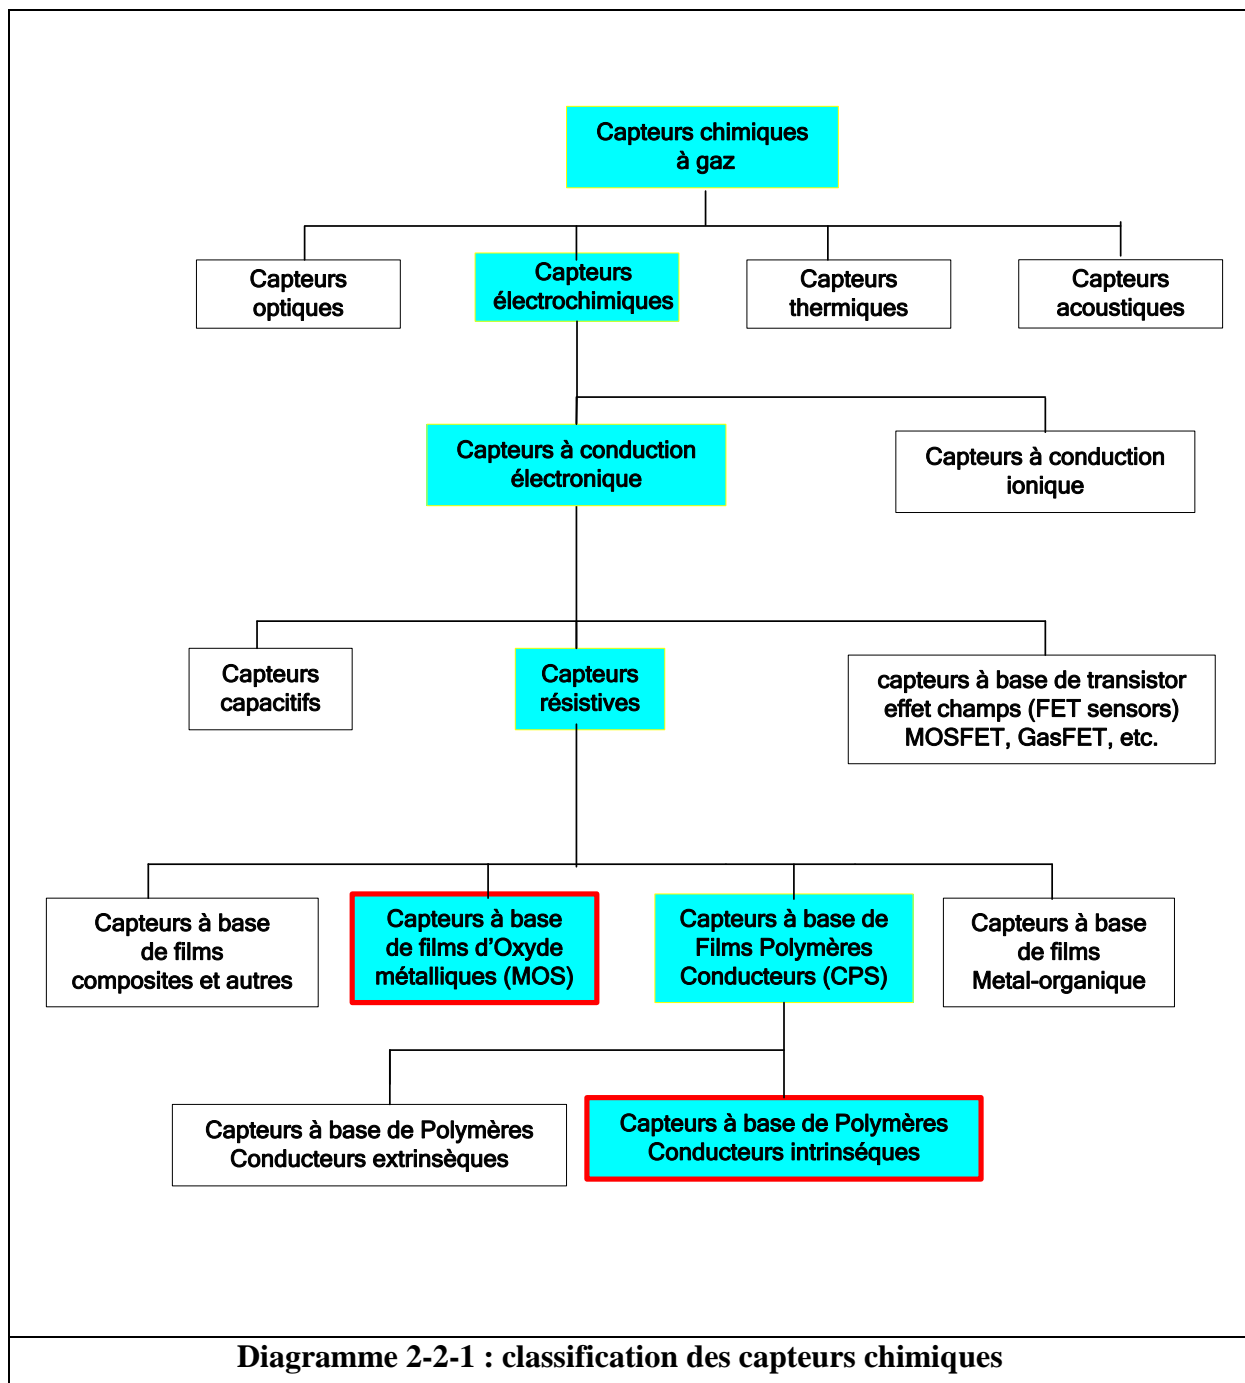 Capteurs chimiques
à gaz
Capteurs
optiques
Capteurs
électrochimiques
Capteurs
thermiques
Capteurs
acoustiques
Capteurs à conduction
électronique
Capteurs à conduction
ionique
Capteurs
capacitifs
Capteurs
résistives
capteurs à base de transistor
effet champs (FET sensors)
MOSFET, GasFET, etc.
Capteurs à base
de films
composites et autres
Capteurs à base
de films d'Oxyde
métalliques (MOS)
Capteurs à base de
Films Polymères
Conducteurs (CPS)
Capteurs à base
de films
Metal-organique
Capteurs à base de Polymères
Conducteurs extrinsèques
Capteurs à base de Polymères
Conducteurs intrinséques
Diagramme 2-2-1 : classification des capteurs chimiques